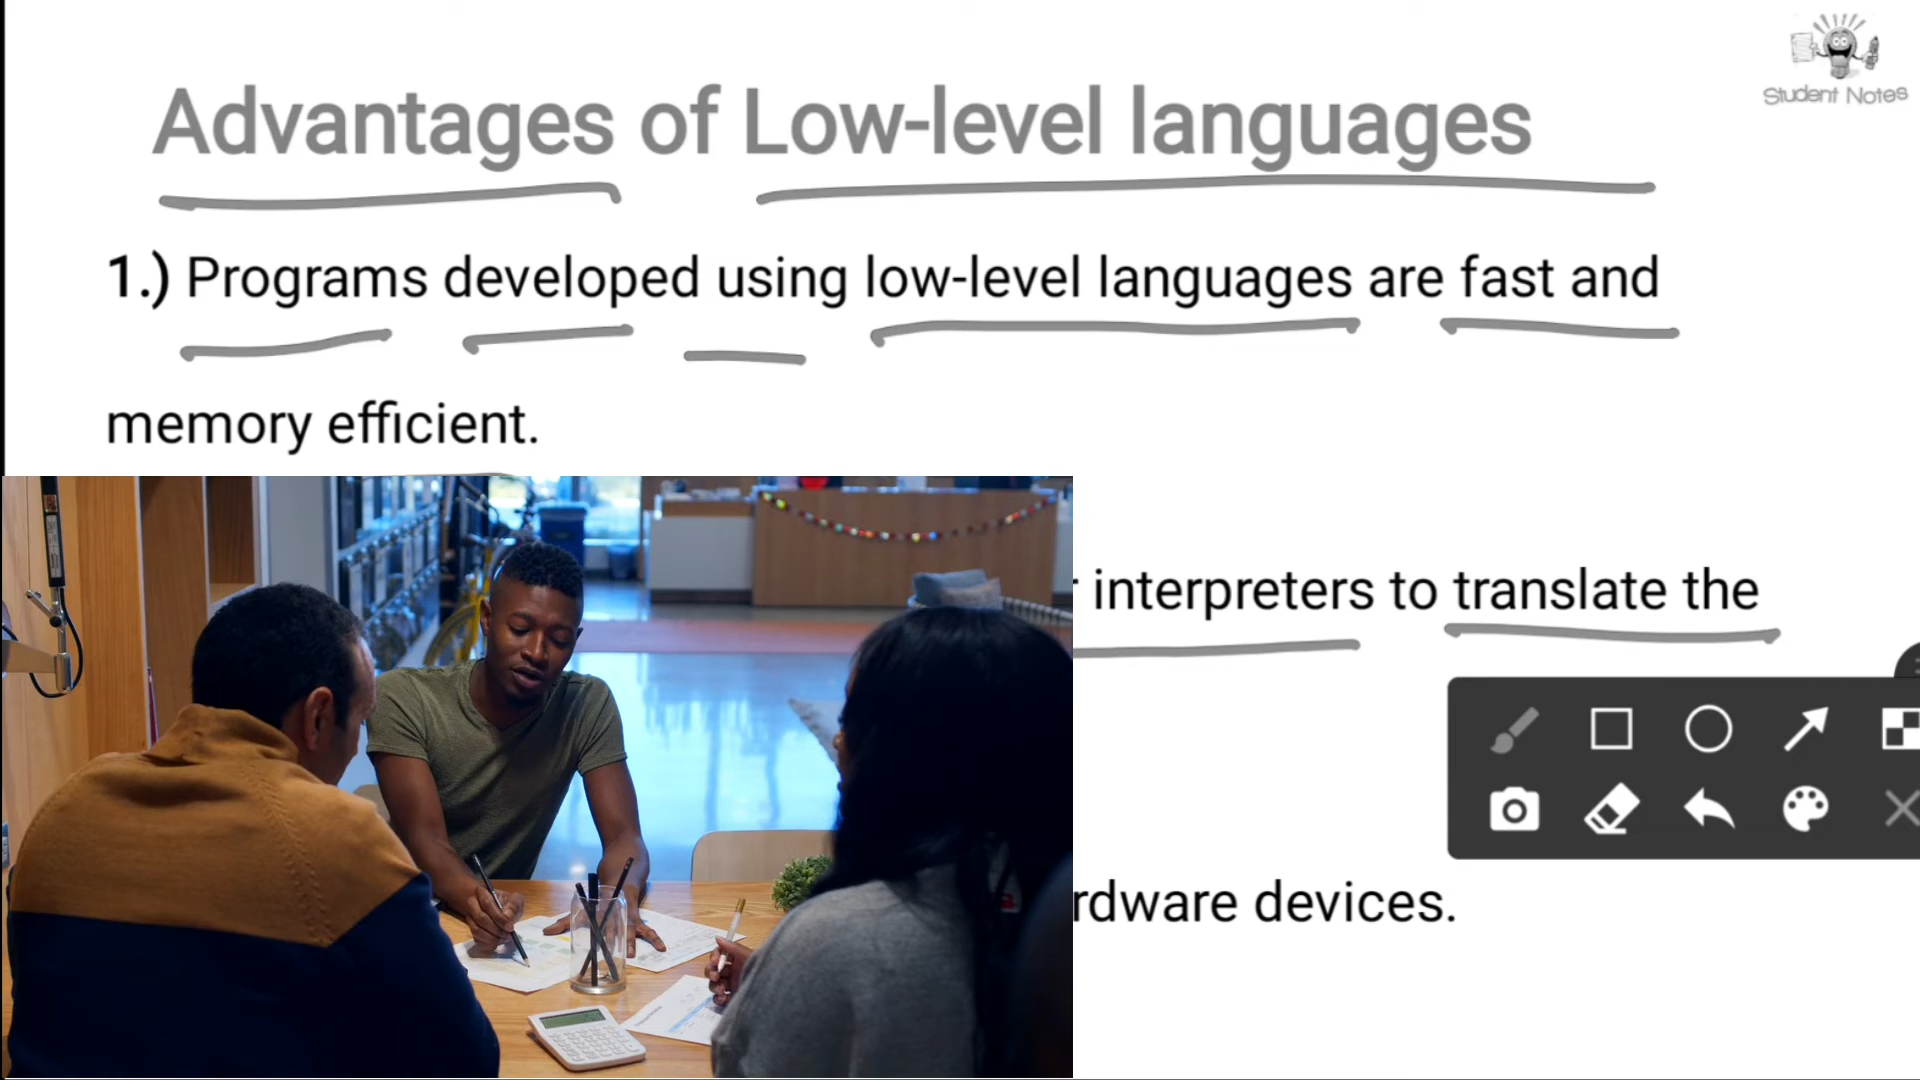 Student Notes
Advantages of Low-level languages
1.) Programs developed using low-level languages are fast and
memory efficient.
interpreters to translate the
devices.